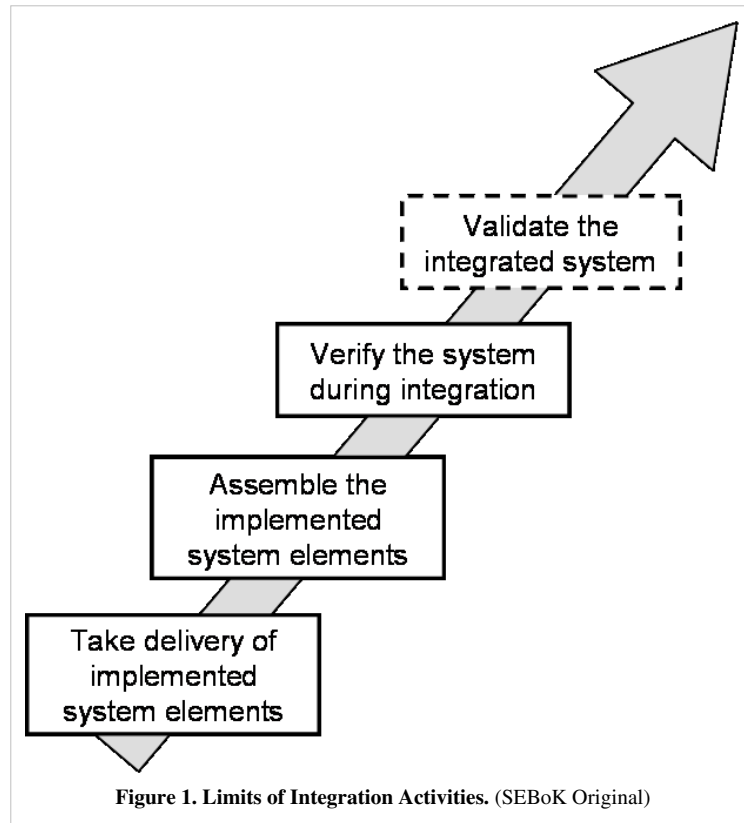 Validate the
integrated system
Verify the system
during integration
Assemble the
implemented
system elements
Take delivery of
implemented
system elements
Figure 1. Limits of Integration Activities. (SEBoK Original)